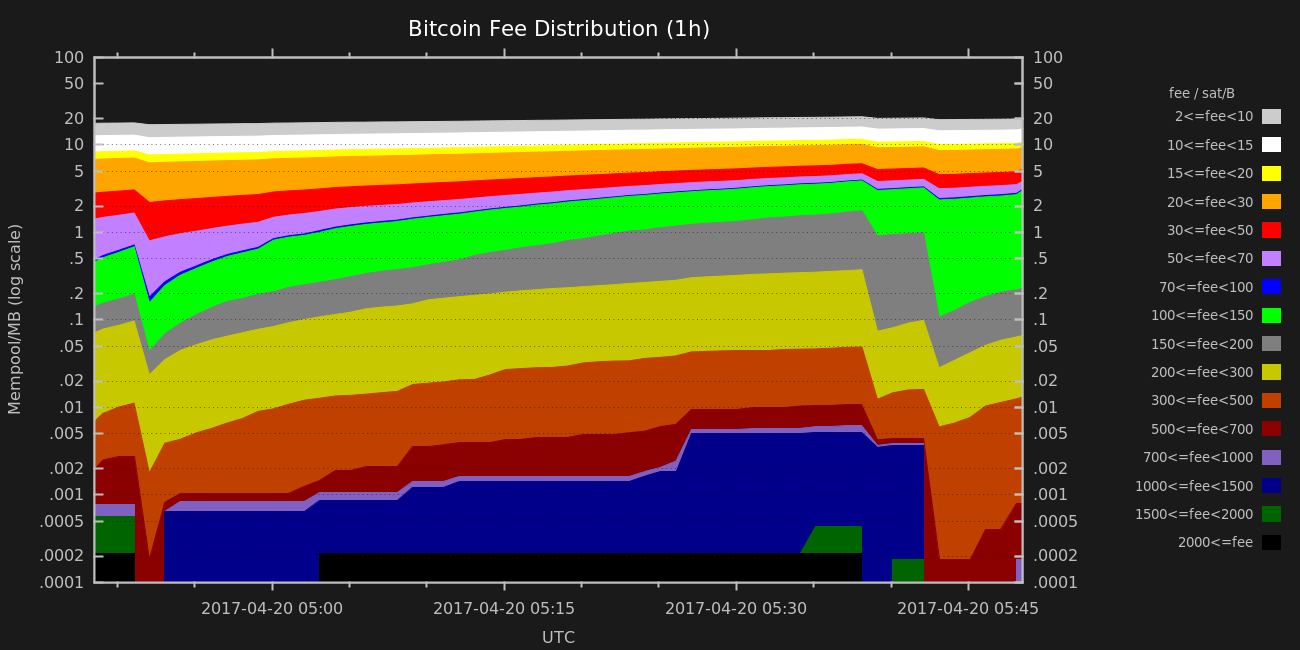 Bitcoin Fee Distribution (1h)
100
50
20
10
5
2
1
.5
.2
.1
.05
.02
.01
.005
.002
.001
.0005
.0002
.0001
Mempool/MB (log scale)
100
50
20
10
5
2
1
.5
.2
.1
.05
.02
.01
.005
.002
.001
.0005
.0002
.0001
2017-04-20 05:00
2017-04-20 05:15
2017-04-20 05:30
2017-04-20 05:45
UTC
fee / sat/B
2<=fee<10
10<=fee<15
15<=fee<20
20<=fee<30
30<=fee<50
50<=fee<70
70<=fee<100
100<=fee<150
150<=fee<200
200<=fee<300
300<=fee<500
500<=fee<700
700<=fee<1000
1000<=fee<1500
1500<=fee<2000
2000<=fee